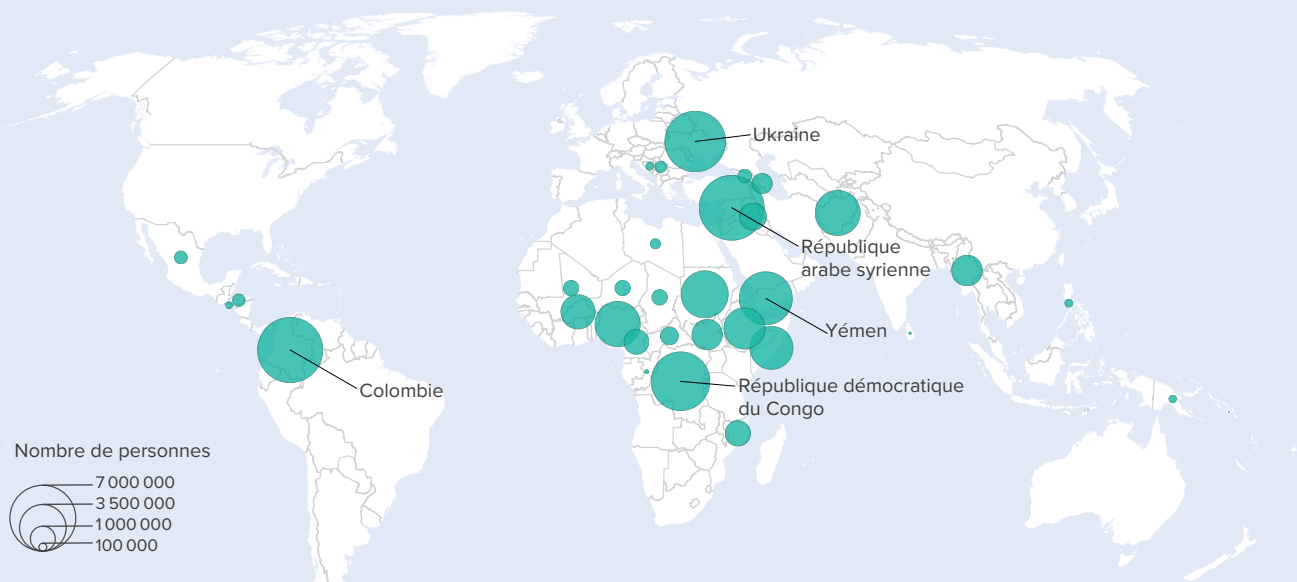 Ukraine
République
arabe syrienne
Yémen
République démocratique
du Congo
Colombie
Nombre de personnes
7 000 000
3 500 000
1 000 000
100 000